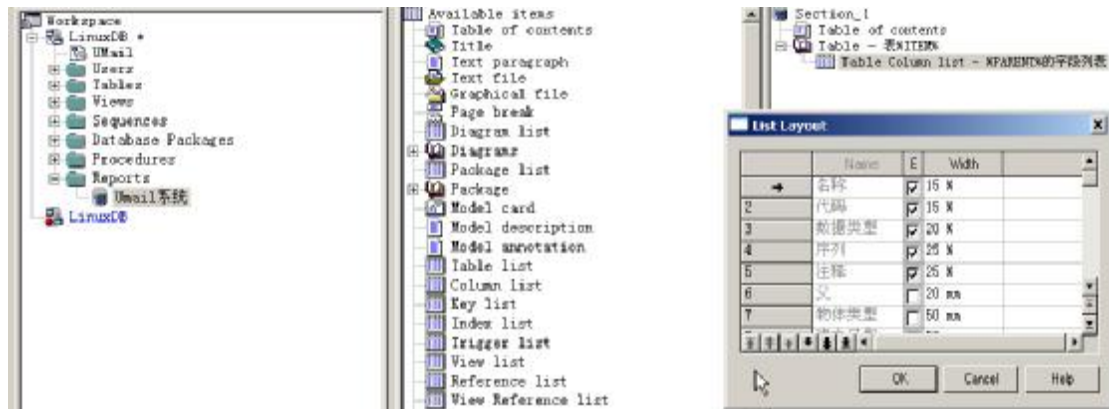 Workspace
LinuxDB *
UMail
Users
Tables
Views
Sequences
Database Packages
Procedures
Reports
Umail系统
LinuxDB
Available items
Table of contents
Title
Text paragraph
Text file
Graphical file
Page break
Diagram list
Diagrams
Package list
Package
Model card
Model description
Model annotation
Table list
Column list
Key list
Index list
Trigger list
View list
Reference list
View Reference list
Section_1
Table of contents
Table - 表%ITEM%
Table Column list - %PARENT%的字段列表
List Layout
Name E Width
名称 15 %
2 代码 15 %
3 数据类型 20 %
4 序列 25 %
5 注释 25 %
6 父 20 mm
7 物体类型 50 mm
OK Cancel Help